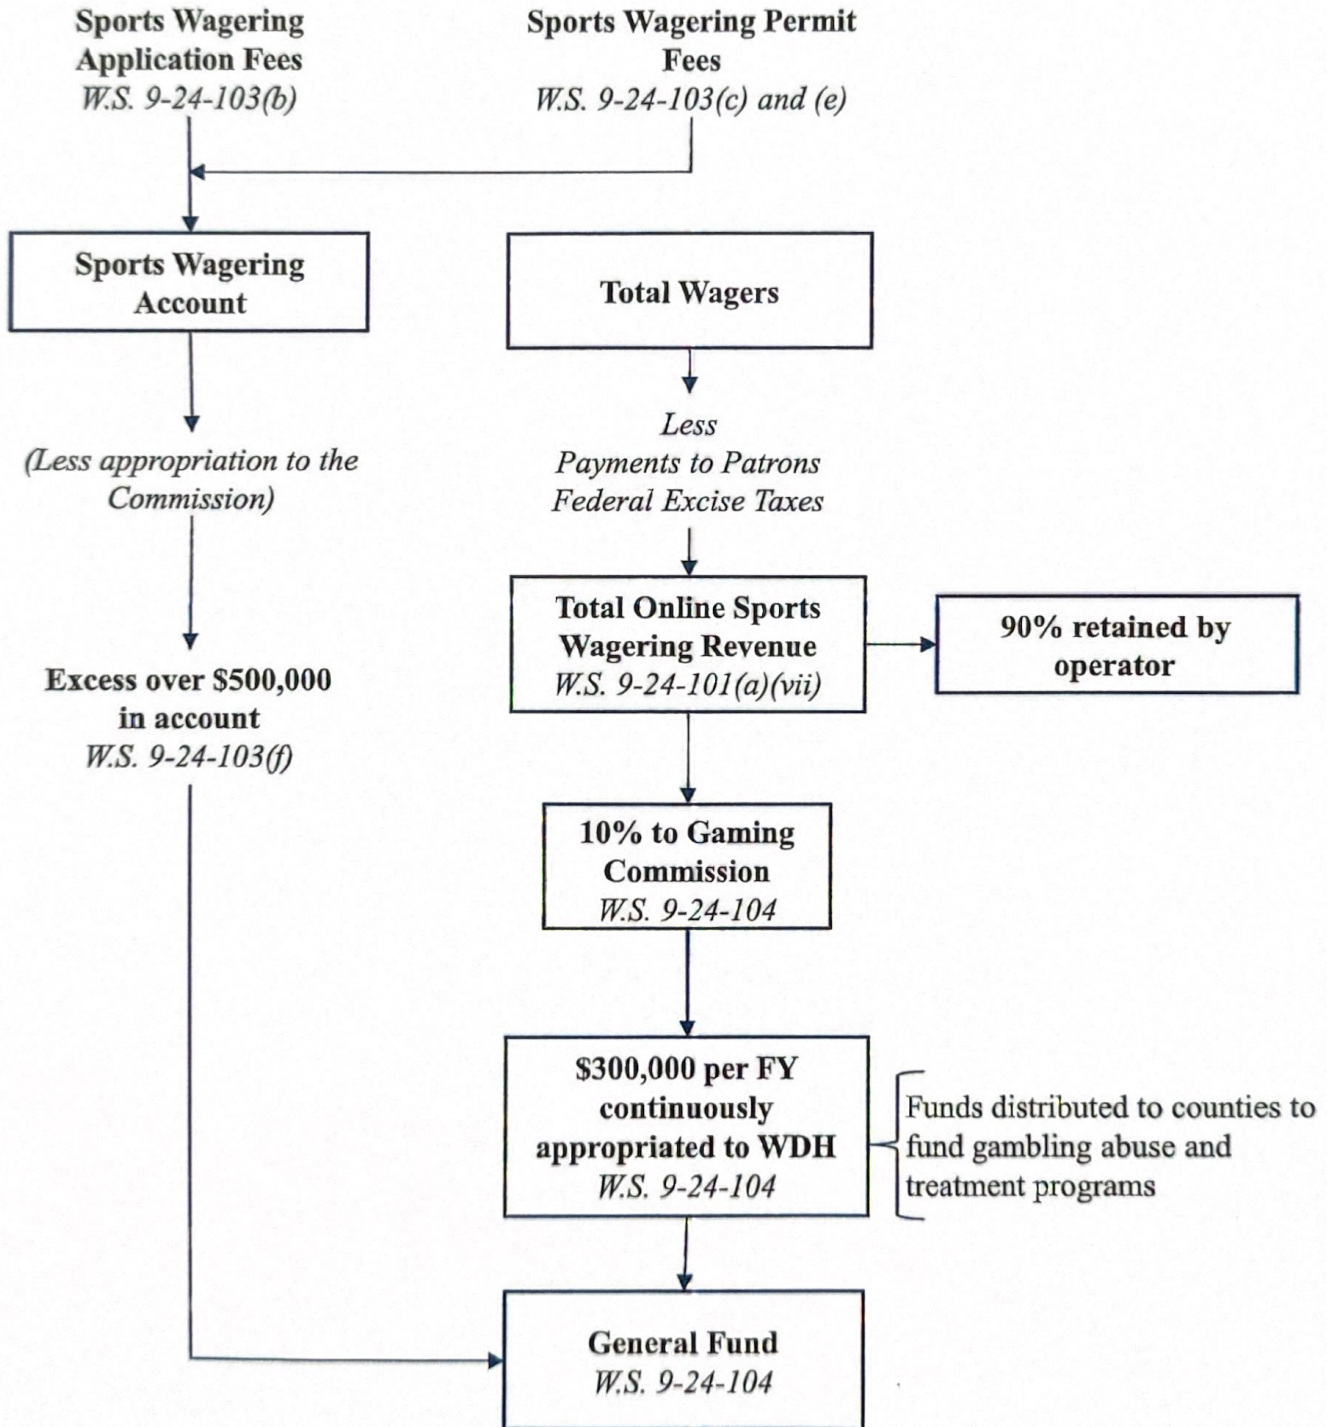 Sports Wagering
Application Fees
W.S. 9-24-103(b)
Sports Wagering Permit
Fees
W.S. 9-24-103(c) and (e)
Sports Wagering
Account
Total Wagers
(Less appropriation to the
Commission)
Less
Payments to Patrons
Federal Excise Taxes
Excess over $500,000
in account
W.S. 9-24-103(f)
Total Online Sports
Wagering Revenue
W.S. 9-24-101(a)(vii)
90% retained by
operator
10% to Gaming
Commission
W.S. 9-24-104
$300,000 per FY
continuously
appropriated to WDH
W.S. 9-24-104
Funds distributed to counties to
fund gambling abuse and
treatment programs
General Fund
W.S. 9-24-104